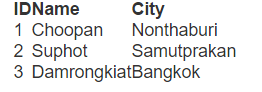 IDName City
1 Choopan Nonthaburi
2 Suphot Samutprakan
3 DamrongkiatBangkok